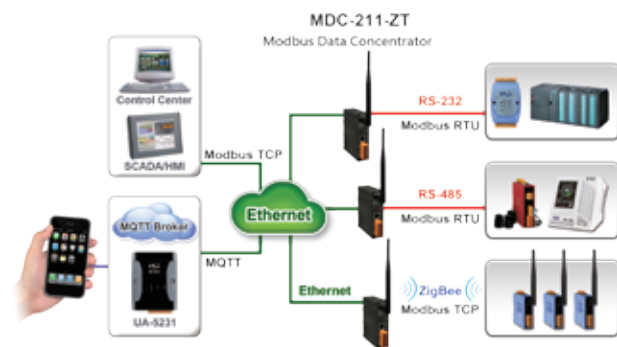 MDC-211-ZT
Modbus Data Concentrator
Control Center
SCADA/HMI
Modbus TCP
MQTT Broker
UA-5231
MQTT
Ethernet
Ethernet
RS-232
Modbus RTU
RS-485
Modbus RTU
ZigBee
Modbus TCP